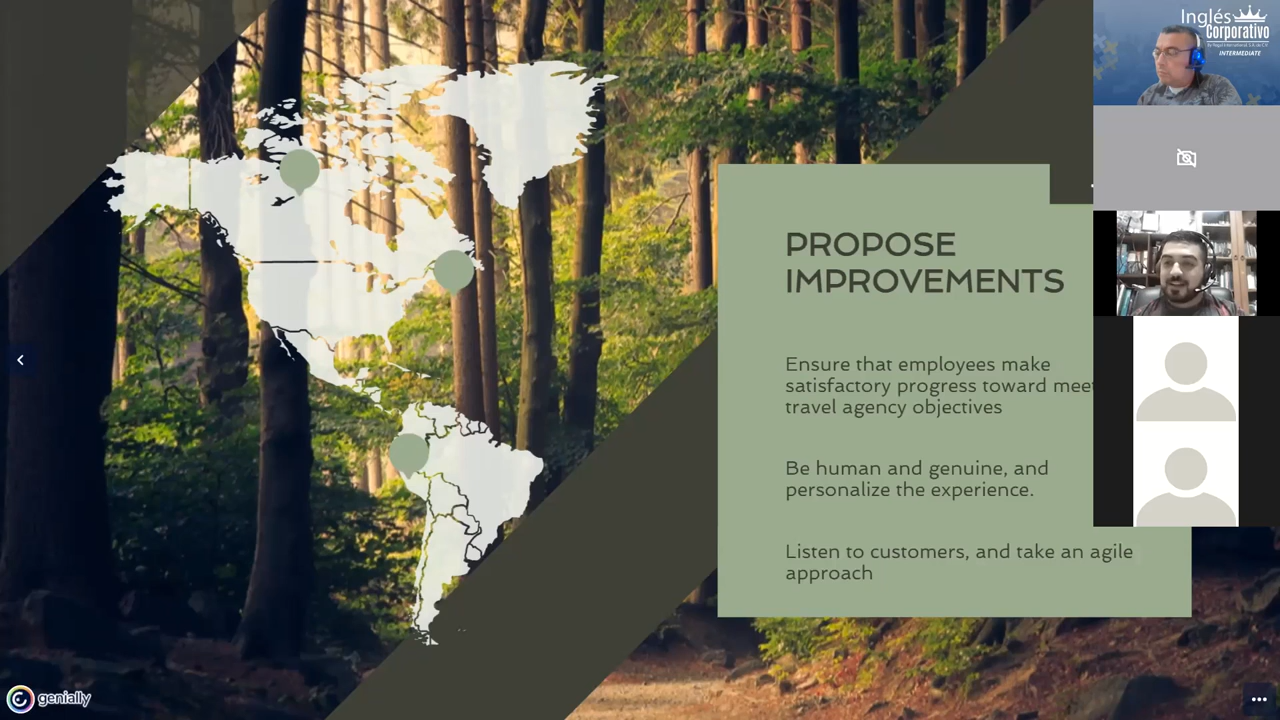 PROPOSE
IMPROVEMENTS
Ensure that employees make
satisfactory progress toward meet
travel agency objectives
Be human and genuine, and
personalize the experience.
Listen to customers, and take an agile
approach
Inglés
Corporativo
INTERMEDIATE
genially